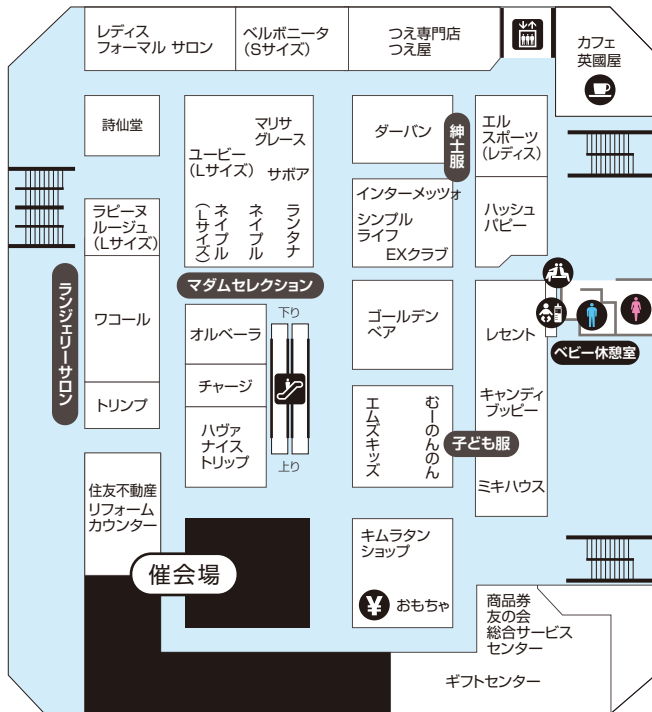 レディス
フォーマル サロン
ベルボニータ
(Sサイズ)
つえ専門店
つえ屋
カフェ
英國屋
詩仙堂
マリサ
グレース
ユービー
(Lサイズ)
サボア
ネイプル
(Lサイズ)
ネイプル
ランタナ
ダーバン
紳士服
エル
スポーツ
(レディス)
インターメッツォ
シンプル
ライフ
EXクラブ
ハッシュ
パピー
ラピーヌ
ルージュ
(Lサイズ)
ワコール
トリンプ
ランジェリーサロン
マダムセレクション
オルベーラ
チャージ
ハヴァ
ナイス
トリップ
下り
上り
ゴールデン
ベア
レセント
キャンディ
ブッピー
ミキハウス
ベビー休憩室
エムズキッズ
むーのんのん
子ども服
住友不動産
リフォーム
カウンター
催会場
キムラタン
ショップ
¥
おもちゃ
商品券
友の会
総合サービス
センター
ギフトセンター